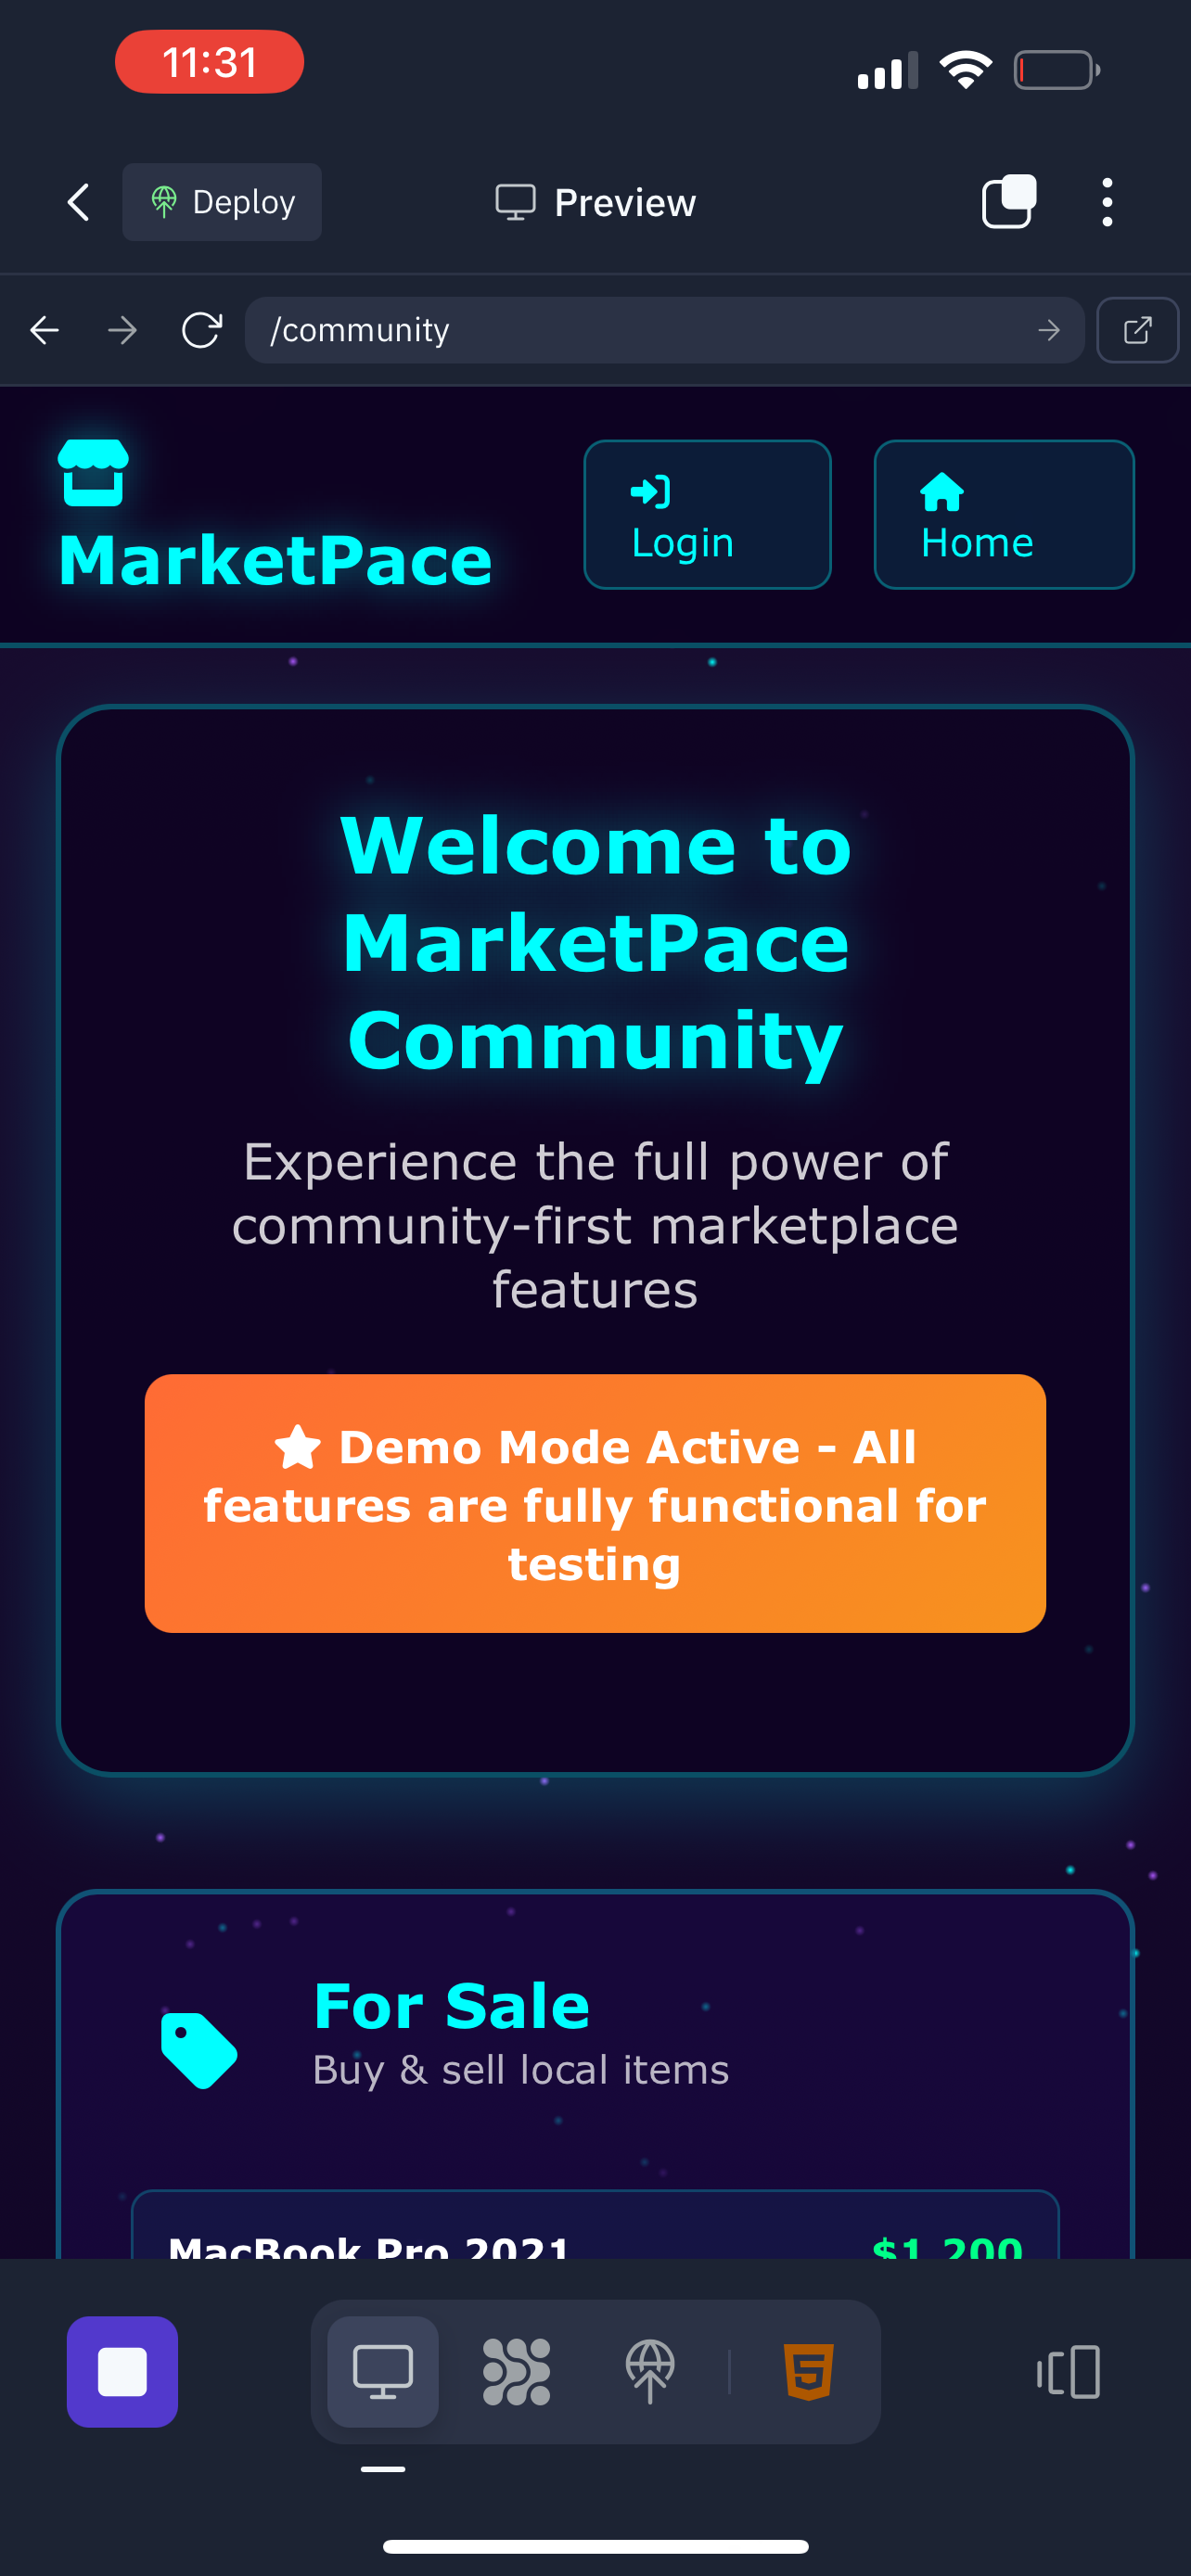 11:31
Deploy
Preview
/community
MarketPace
Login
Home
Welcome to
MarketPace
Community
Experience the full power of
community-first marketplace
features
Demo Mode Active - All
features are fully functional for
testing
For Sale
Buy & sell local items
MacBook Pro 2021
$1,200